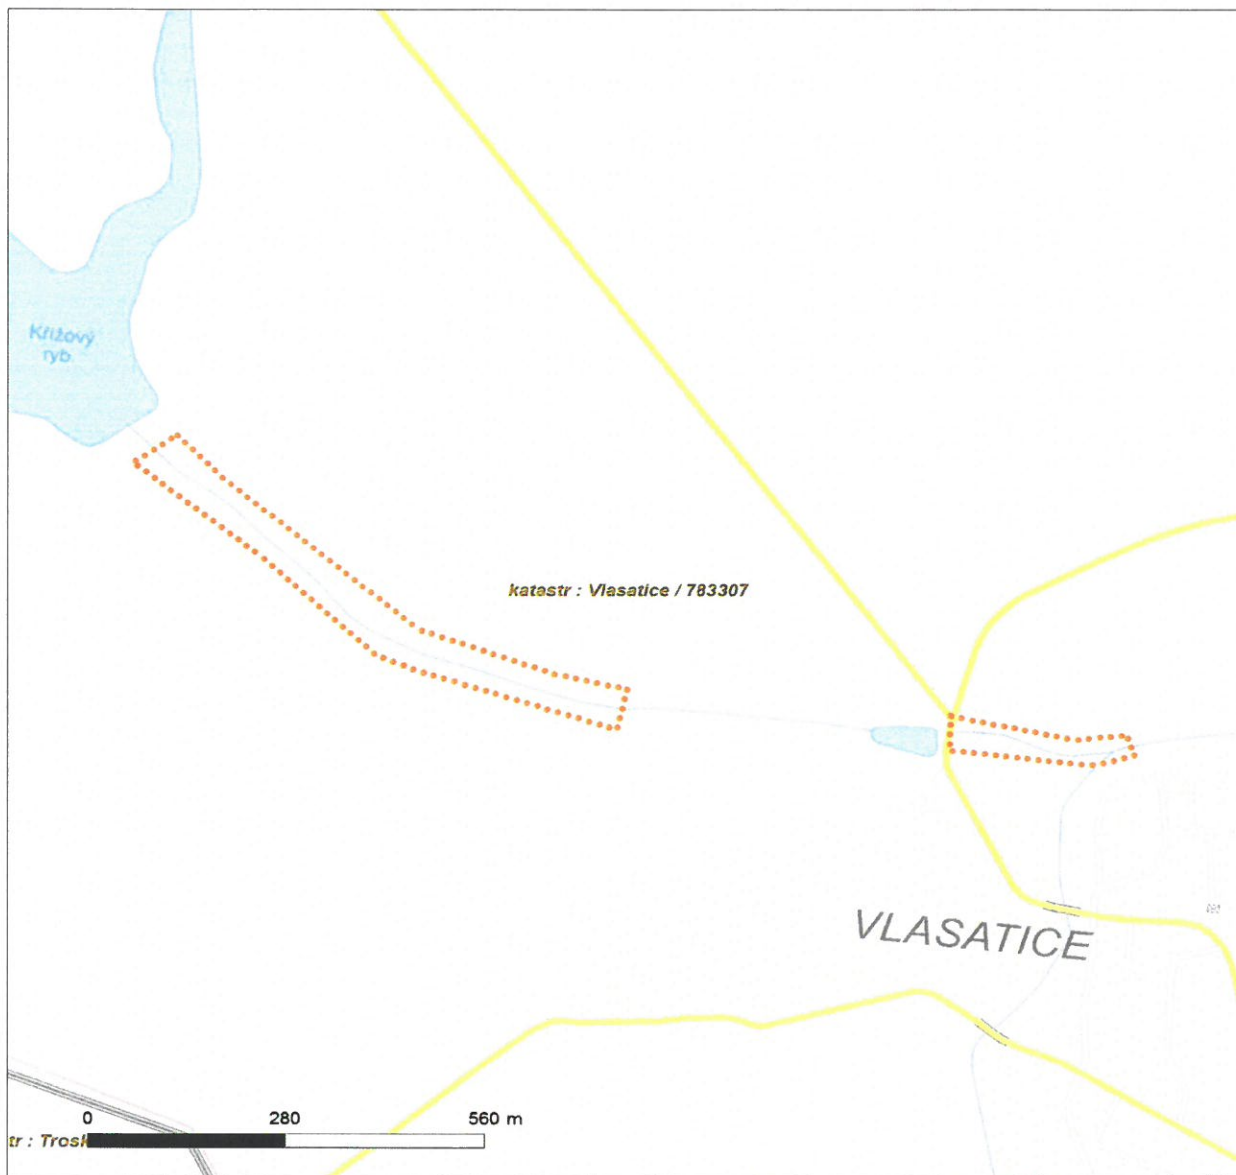 Křížový
ryb.
katastr : Vlasatice / 783307
VLASATICE
0 280 560 m
tr : Trosk